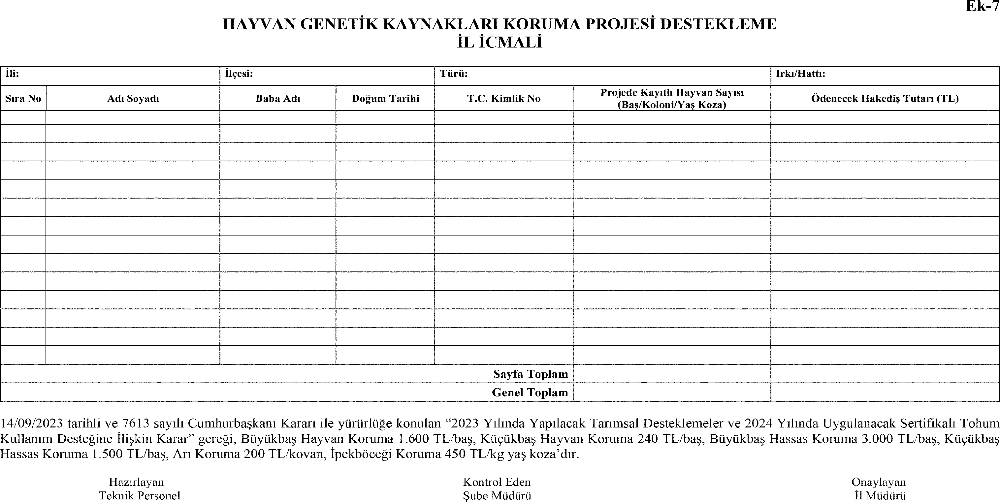 Ek-7
HAYVAN GENETİK KAYNAKLARI KORUMA PROJESİ DESTEKLEME
İL İCMALİ
İli: İlçesi: Türü: Irkı/Hattı:
Sıra No Adı Soyadı Baba Adı Doğum Tarihi T.C. Kimlik No Projede Kayıtlı Hayvan Sayısı (Baş/Koloni/Yaş Koza) Ödenecek Hakediş Tutarı (TL)
Sayfa Toplam
Genel Toplam
14/09/2023 tarihli ve 7613 sayılı Cumhurbaşkanı Kararı ile yürürlüğe konulan “2023 Yılında Yapılacak Tarımsal Desteklemeler ve 2024 Yılında Uygulanacak Sertifikalı Tohum
Kullanım Desteğine İlişkin Karar” gereği, Büyükbaş Hayvan Koruma 1.600 TL/baş, Küçükbaş Hayvan Koruma 240 TL/baş, Büyükbaş Hassas Koruma 3.000 TL/baş, Küçükbaş
Hassas Koruma 1.500 TL/baş, Arı Koruma 200 TL/kovan, İpekböceği Koruma 450 TL/kg yaş koza’dır.
Hazırlayan Kontrol Eden Onaylayan
Teknik Personel Şube Müdürü İl Müdürü